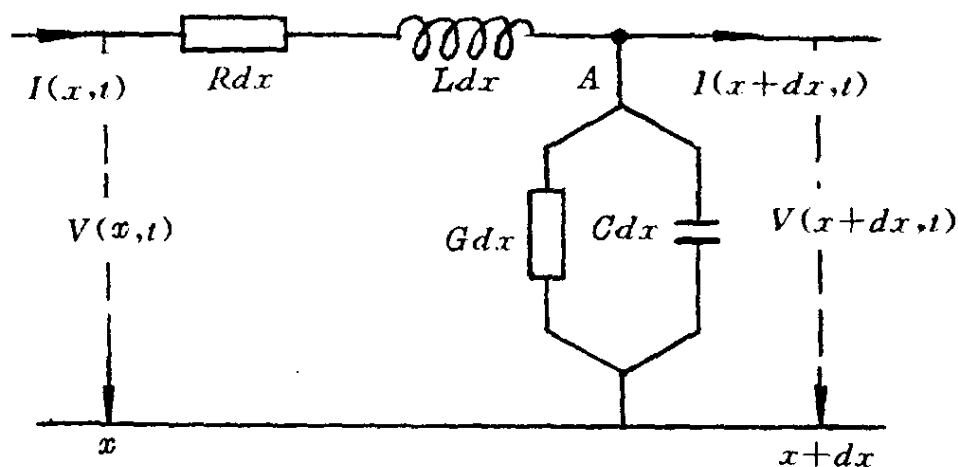 I(x,t)
Rdx
Ldx
A
I(x+dx,t)
V(x,t)
Gdx
Cdx
V(x+dx,t)
x
x+dx